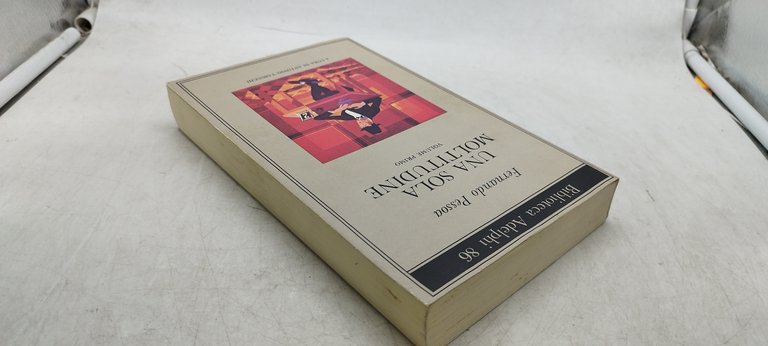 Biblioteca Adelphi 86
Fernando Pessoa
UNA SOLA
MOLTITUDINE
VOLUME PRIMO
A CURA DI ANTONIO TABUCCHI